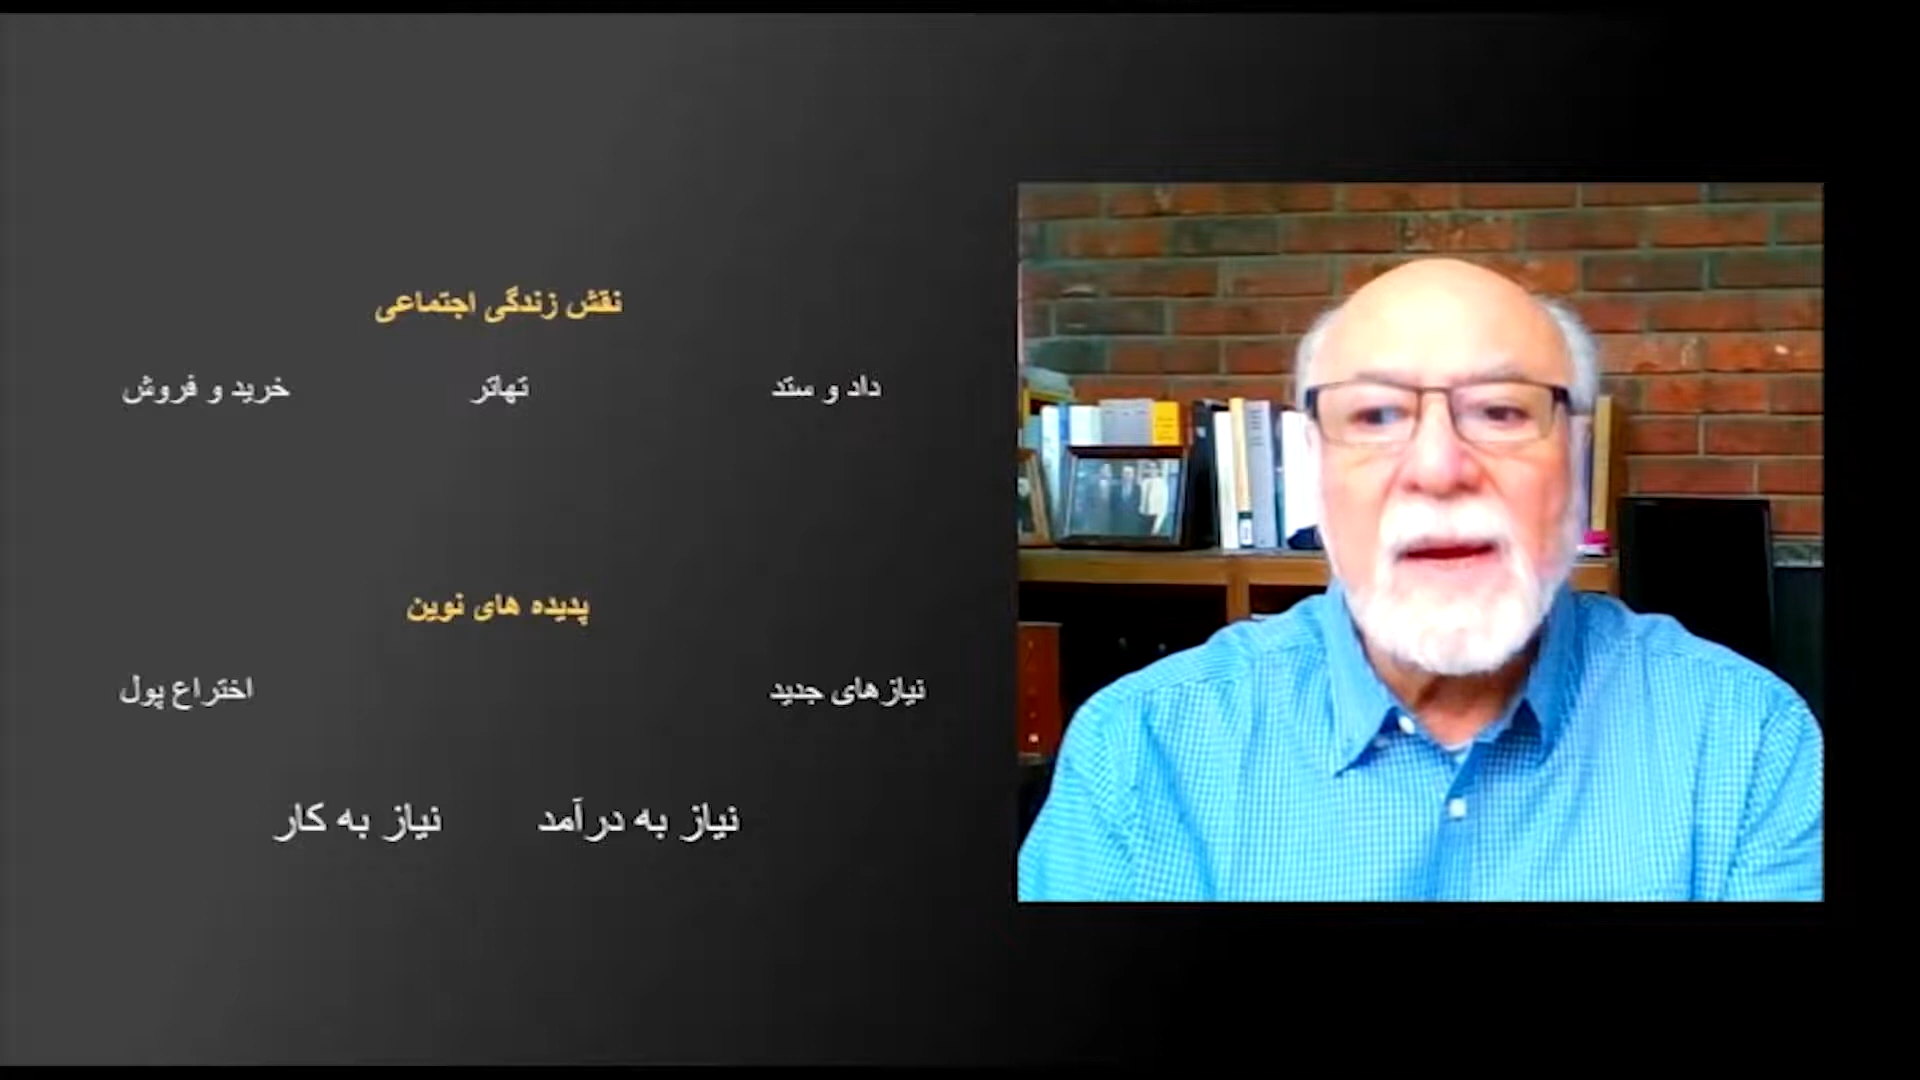 نقش زندگی اجتماعی
داد و ستد تهاتر خرید و فروش
پدیده های نوین
نیازهای جدید اختراع پول
نیاز به درآمد نیاز به کار